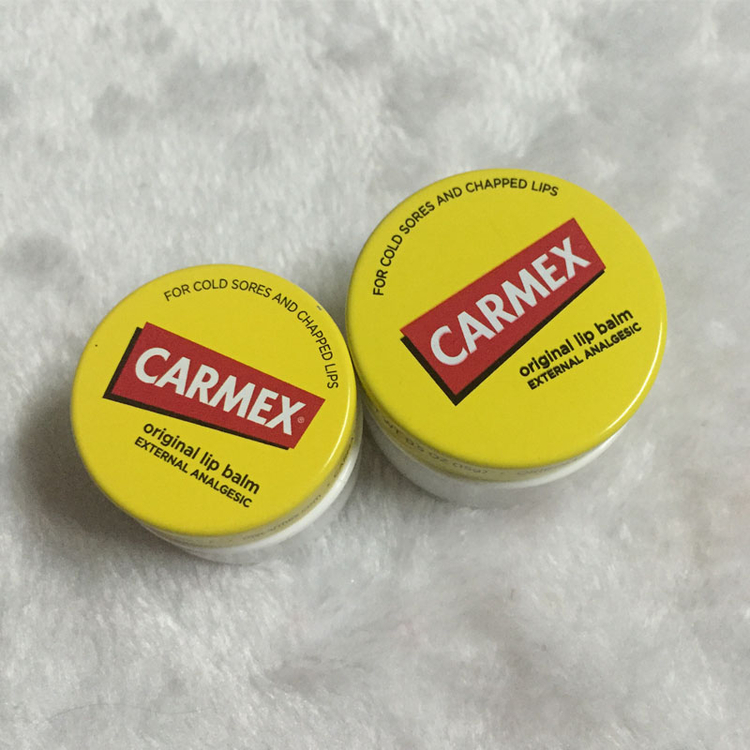 FOR COLD SORES AND CHAPPED LIPS
CARMEX®
original lip balm
EXTERNAL ANALGESIC
FOR COLD SORES AND CHAPPED LIPS
CARMEX
original lip balm
EXTERNAL ANALGESIC